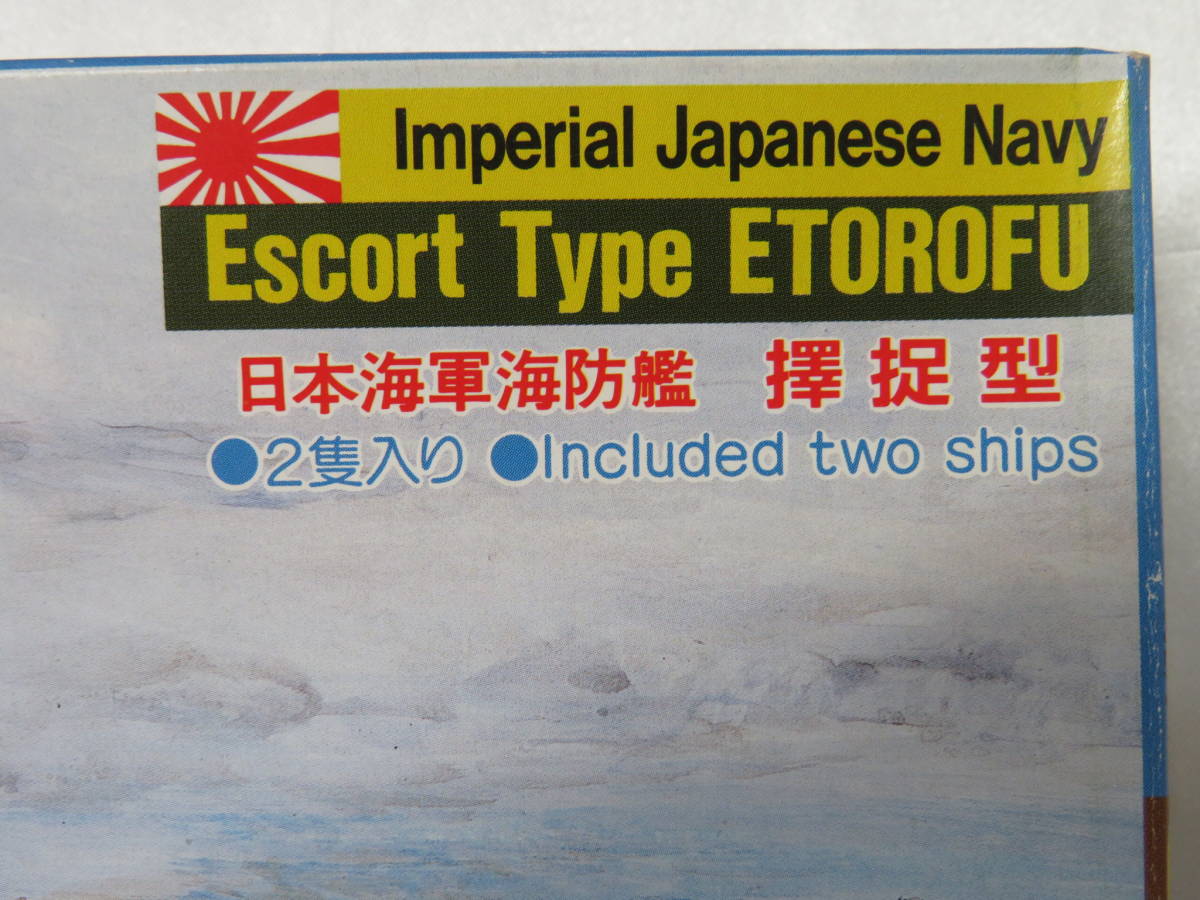 Imperial Japanese Navy
Escort Type ETOROFU
日本海軍海防艦 擇捉型
●2隻入り ●Included two ships